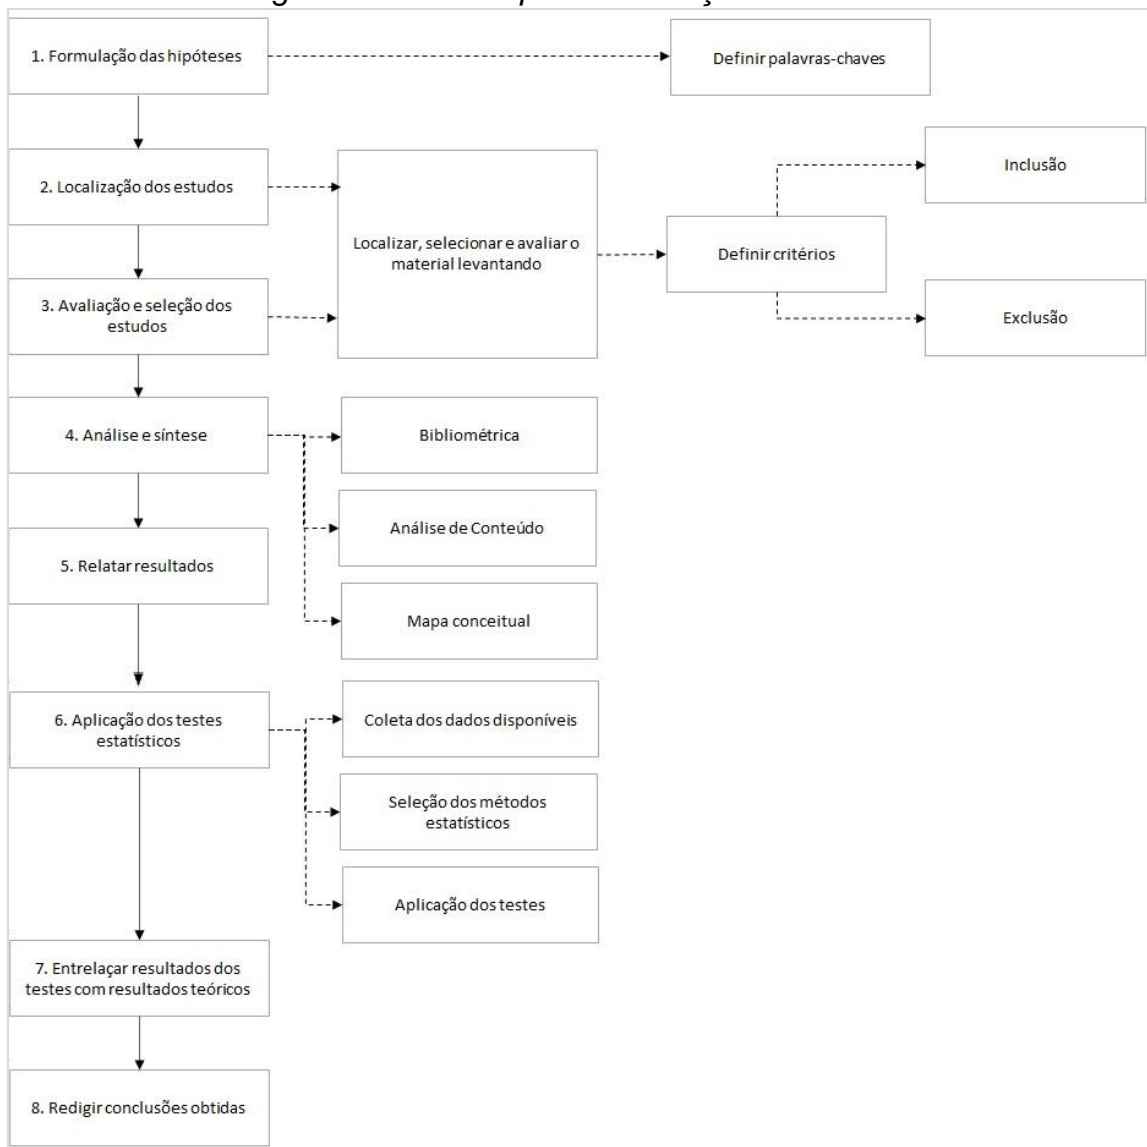 1. Formulação das hipóteses
Definir palavras-chaves
2. Localização dos estudos
Localizar, selecionar e avaliar o
material levantando
Definir critérios
Inclusão
Exclusão
3. Avaliação e seleção dos
estudos
4. Análise e síntese
Bibliométrica
Análise de Conteúdo
Mapa conceitual
5. Relatar resultados
6. Aplicação dos testes
estatísticos
Coleta dos dados disponíveis
Seleção dos métodos
estatísticos
Aplicação dos testes
7. Entrelaçar resultados dos
testes com resultados teóricos
8. Redigir conclusões obtidas